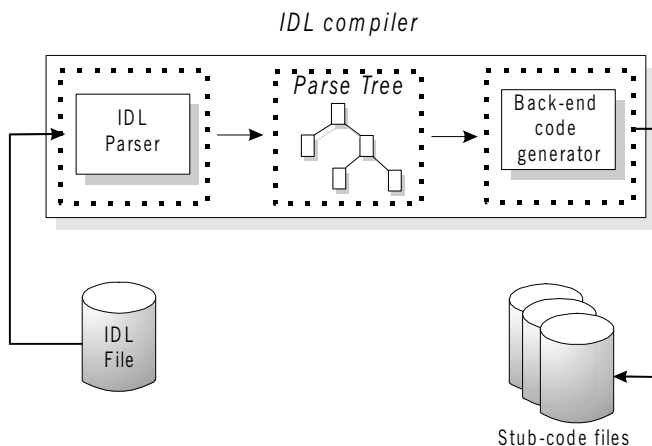 IDL compiler
IDL
Parser
Parse Tree
Back-end
code
generator
IDL
File
Stub-code files